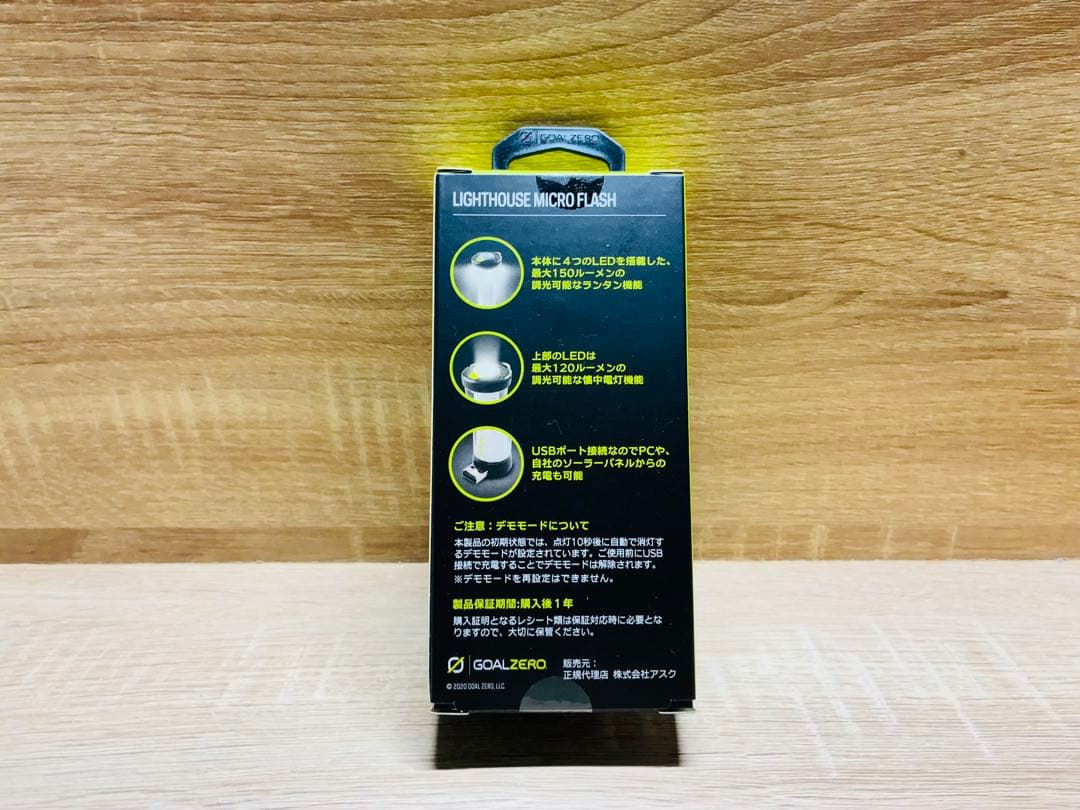 GOAL ZERO
LIGHTHOUSE MICRO FLASH
本体に4つのLEDを搭載した、
最大150ルーメンの
調光可能なランタン機能
上部のLEDは
最大120ルーメンの
調光可能な懐中電灯機能
USBポート接続なのでPCや、
自社のソーラーパネルからの
充電も可能
ご注意：デモモードについて
本製品の初期状態では、点灯10秒後に自動で消灯す
るデモモードが設定されています。ご使用前にUSB
接続で充電することでデモモードは解除されます。
※デモモードを再設定はできません。
製品保証期間:購入後1年
購入証明となるレシート類は保証対応時に必要とな
りますので、大切に保管ください。
GOAL ZERO
販売元：
正規代理店 株式会社アスク
© 2020 GOAL ZERO, LLC.